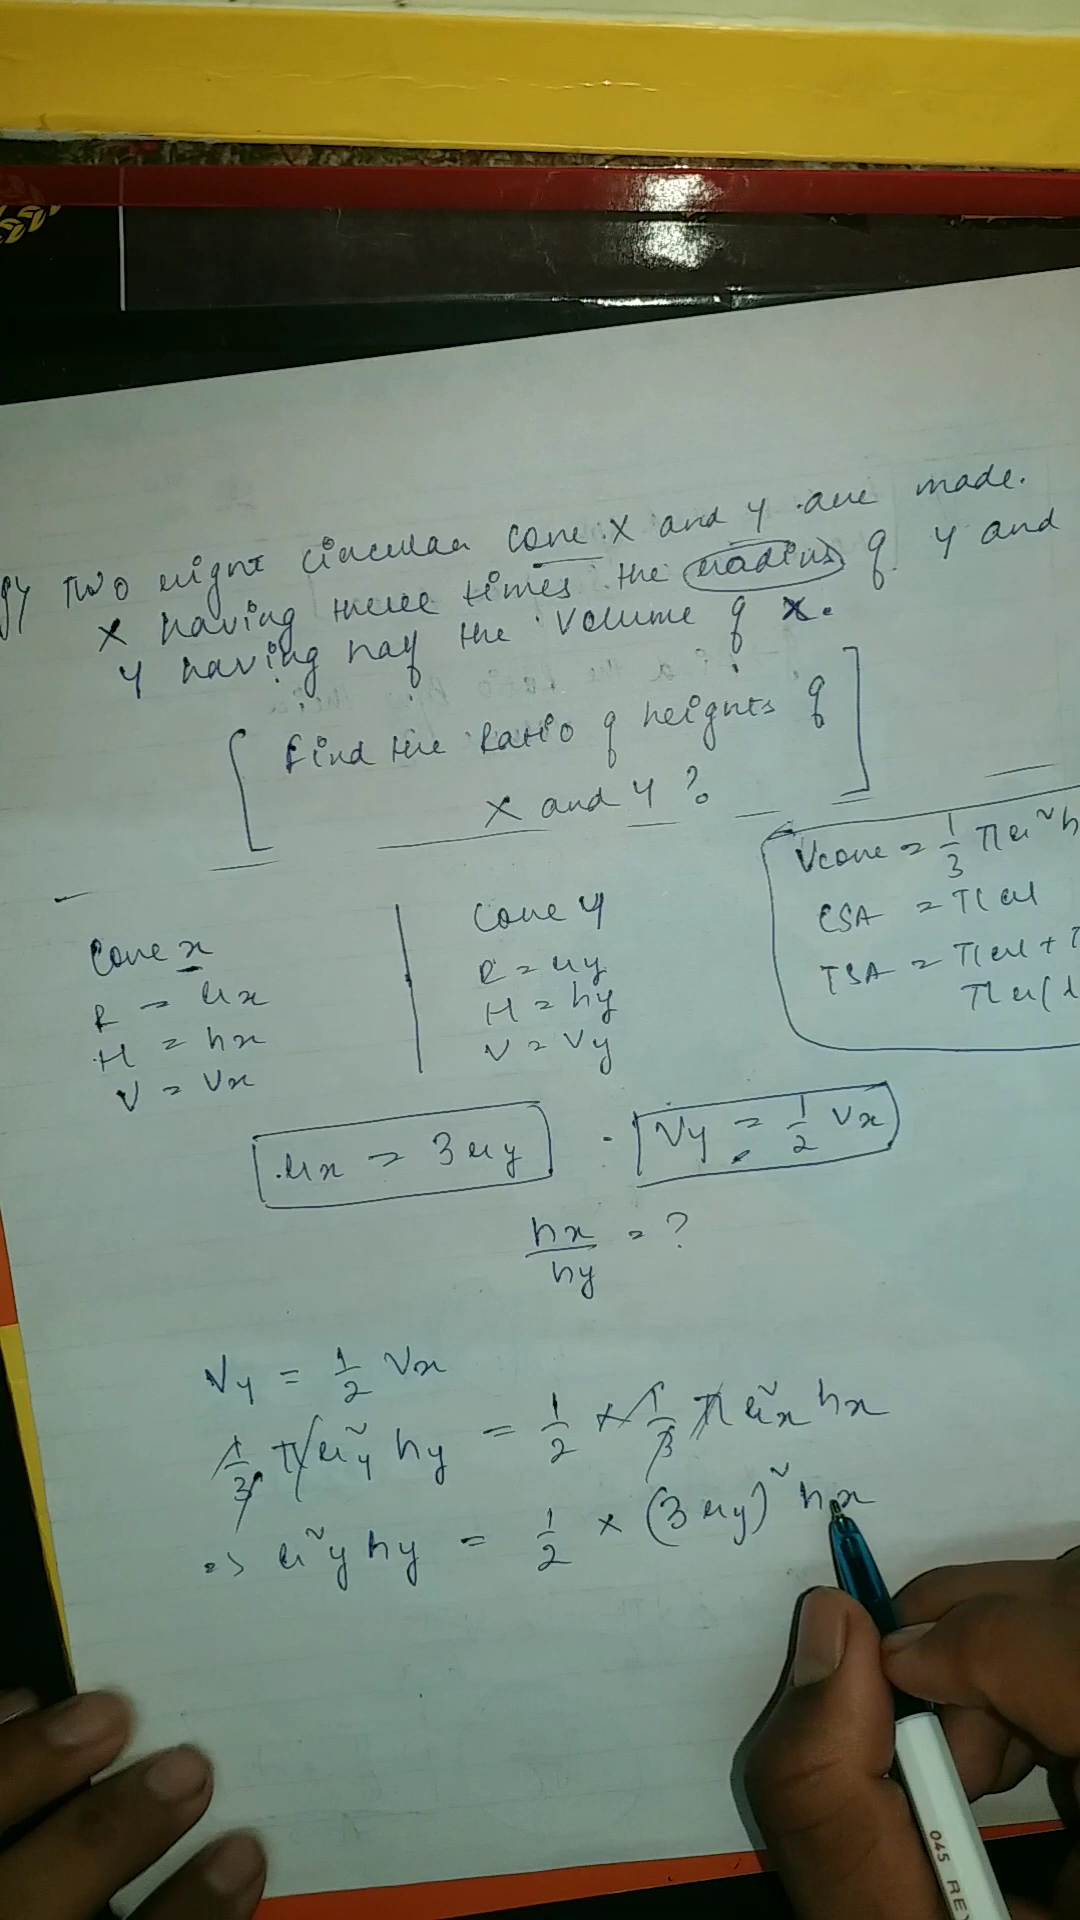 Two right circular cone X and Y are made.
X having three times the radius of Y and
Y having half the volume of X.
Find the Ratio of heights of
X and Y ?
Vcone = 1/3 πr²h
CSA = πrl
TSA = πrl +
πr(l
Cone x
R = rx
H = hx
V = Vx
Cone y
R = ry
H = hy
V = Vy
rx = 3ry
Vy = 1/2 Vx
hx/hy = ?
Vy = 1/2 Vx
1/3 πr²y hy = 1/2 × 1/3 πr²x hx
⇒ r²y hy = 1/2 × (3ry)² hx
045 REY